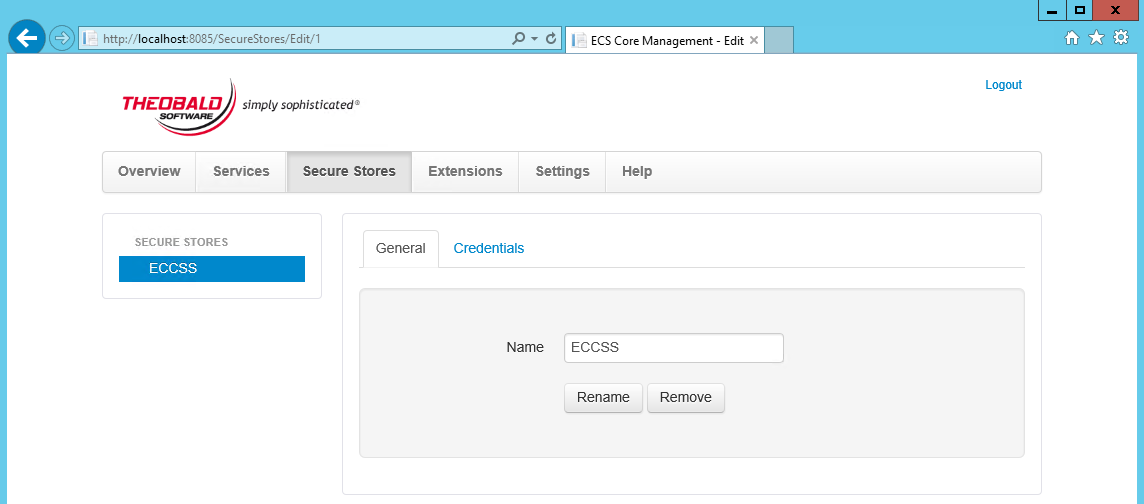 http://localhost:8085/SecureStores/Edit/1
ECS Core Management - Edit
Logout
THEOBALD SOFTWARE simply sophisticated®
Overview Services Secure Stores Extensions Settings Help
SECURE STORES
ECCSS
General Credentials
Name ECCSS
Rename Remove